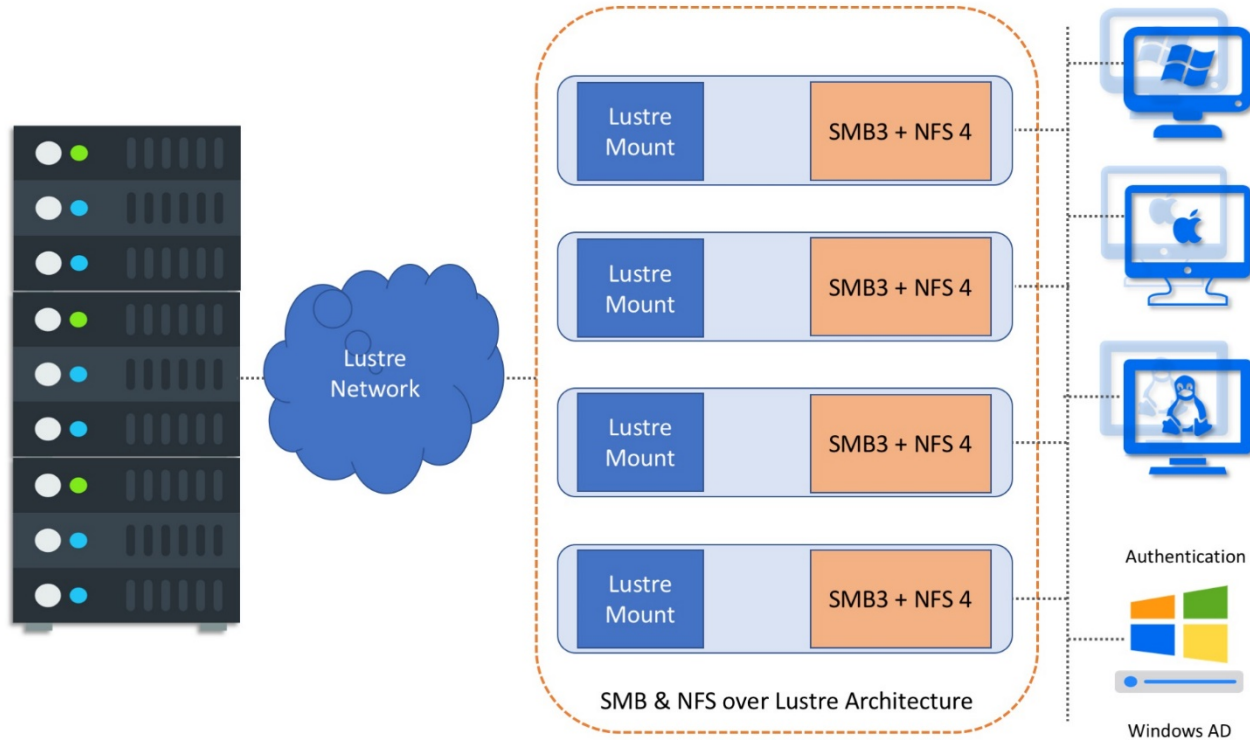 Lustre
Network
Lustre
Mount
SMB3 + NFS 4
Lustre
Mount
SMB3 + NFS 4
Lustre
Mount
SMB3 + NFS 4
Lustre
Mount
SMB3 + NFS 4
SMB & NFS over Lustre Architecture
Authentication
Windows AD